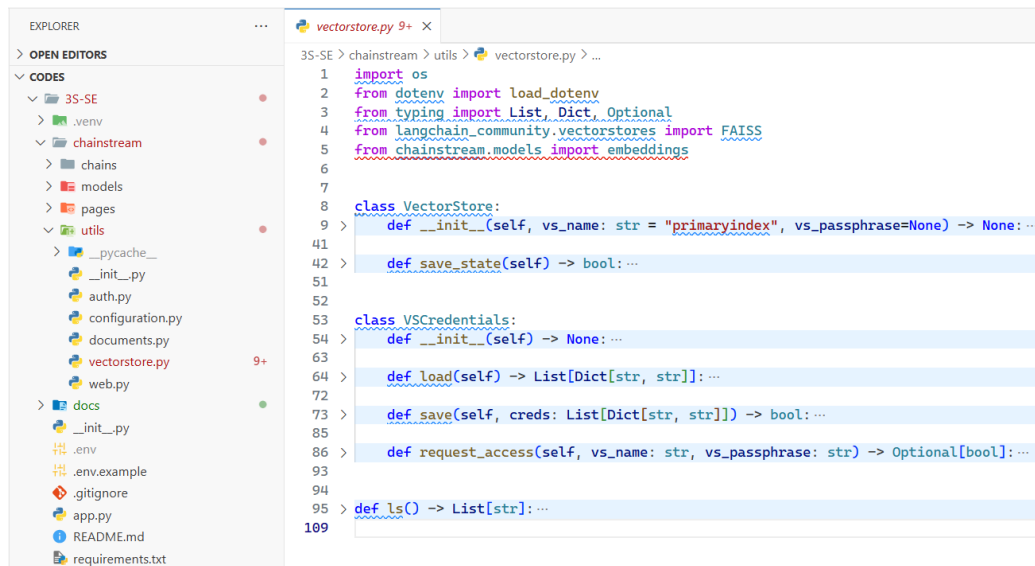 EXPLORER ···
OPEN EDITORS
CODES
3S-SE
.venv
chainstream
chains
models
pages
utils
__pycache__
__init__.py
auth.py
configuration.py
documents.py
vectorstore.py 9+
web.py
docs
__init__.py
.env
.env.example
.gitignore
app.py
README.md
requirements.txt
vectorstore.py 9+ ×
3S-SE > chainstream > utils > vectorstore.py > ...
1 import os
2 from dotenv import load_dotenv
3 from typing import List, Dict, Optional
4 from langchain_community.vectorstores import FAISS
5 from chainstream.models import embeddings
6
7
8 class VectorStore:
9 > def __init__(self, vs_name: str = "primaryindex", vs_passphrase=None) -> None: ···
41
42 > def save_state(self) -> bool: ···
51
52
53 class VSCredentials:
54 > def __init__(self) -> None: ···
63
64 > def load(self) -> List[Dict[str, str]]: ···
72
73 > def save(self, creds: List[Dict[str, str]]) -> bool: ···
85
86 > def request_access(self, vs_name: str, vs_passphrase: str) -> Optional[bool]: ···
93
94
95 > def ls() -> List[str]: ···
109